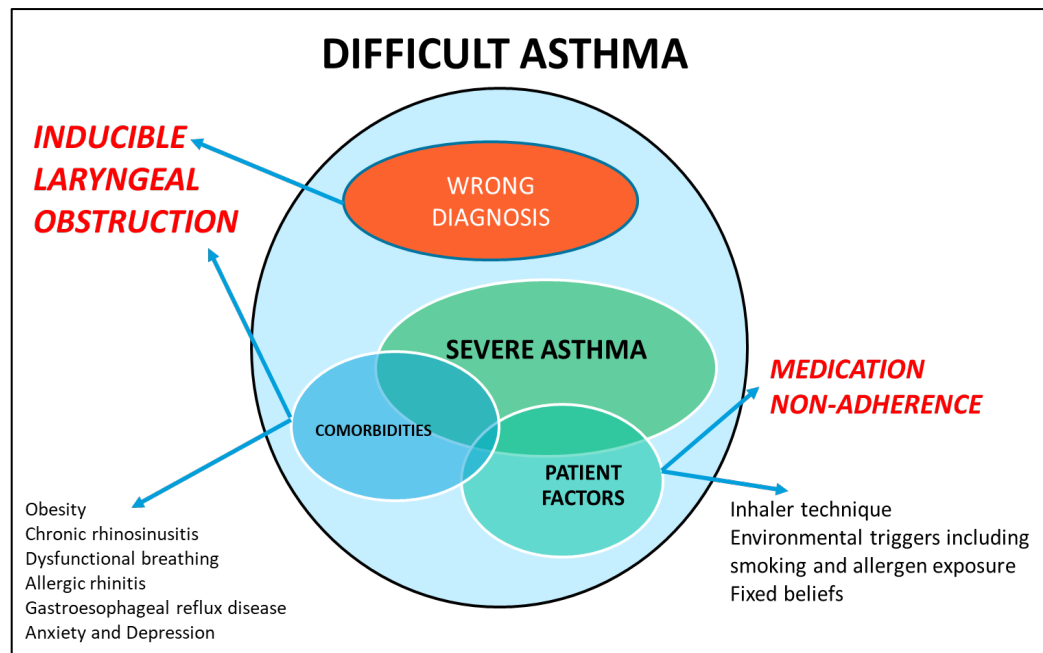 DIFFICULT ASTHMA
INDUCIBLE
LARYNGEAL
OBSTRUCTION
WRONG
DIAGNOSIS
SEVERE ASTHMA
MEDICATION
NON-ADHERENCE
COMORBIDITIES
PATIENT
FACTORS
Obesity
Chronic rhinosinusitis
Dysfunctional breathing
Allergic rhinitis
Gastroesophageal reflux disease
Anxiety and Depression
Inhaler technique
Environmental triggers including
smoking and allergen exposure
Fixed beliefs